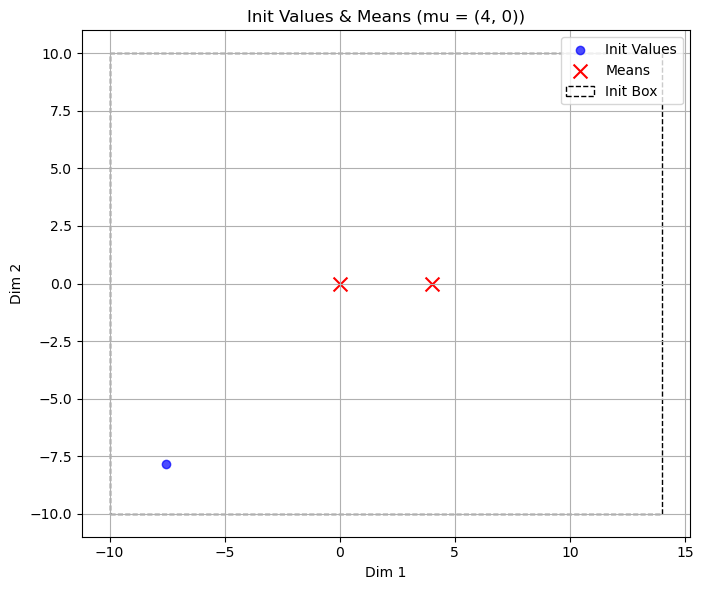 Init Values & Means (mu = (4, 0))
Init Values
Means
Init Box
10.0
7.5
5.0
2.5
0.0
−2.5
−5.0
−7.5
−10.0
Dim 2
−10 −5 0 5 10 15
Dim 1